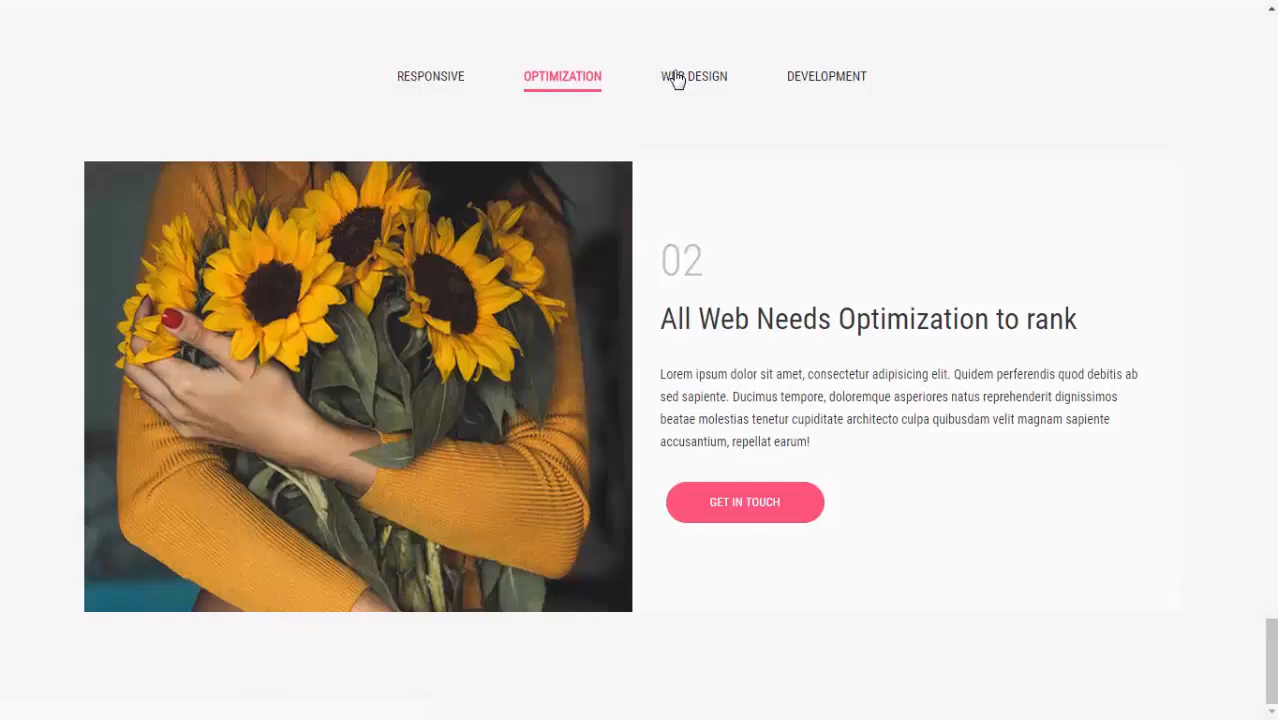 RESPONSIVE OPTIMIZATION WEB DESIGN DEVELOPMENT
02
All Web Needs Optimization to rank
Lorem ipsum dolor sit amet, consectetur adipisicing elit. Quidem perferendis quod debitis ab
sed sapiente. Ducimus tempore, doloremque asperiores natus reprehenderit dignissimos
beatae molestias tenetur cupiditate architecto culpa quibusdam velit magnam sapiente
accusantium, repellat earum!
GET IN TOUCH